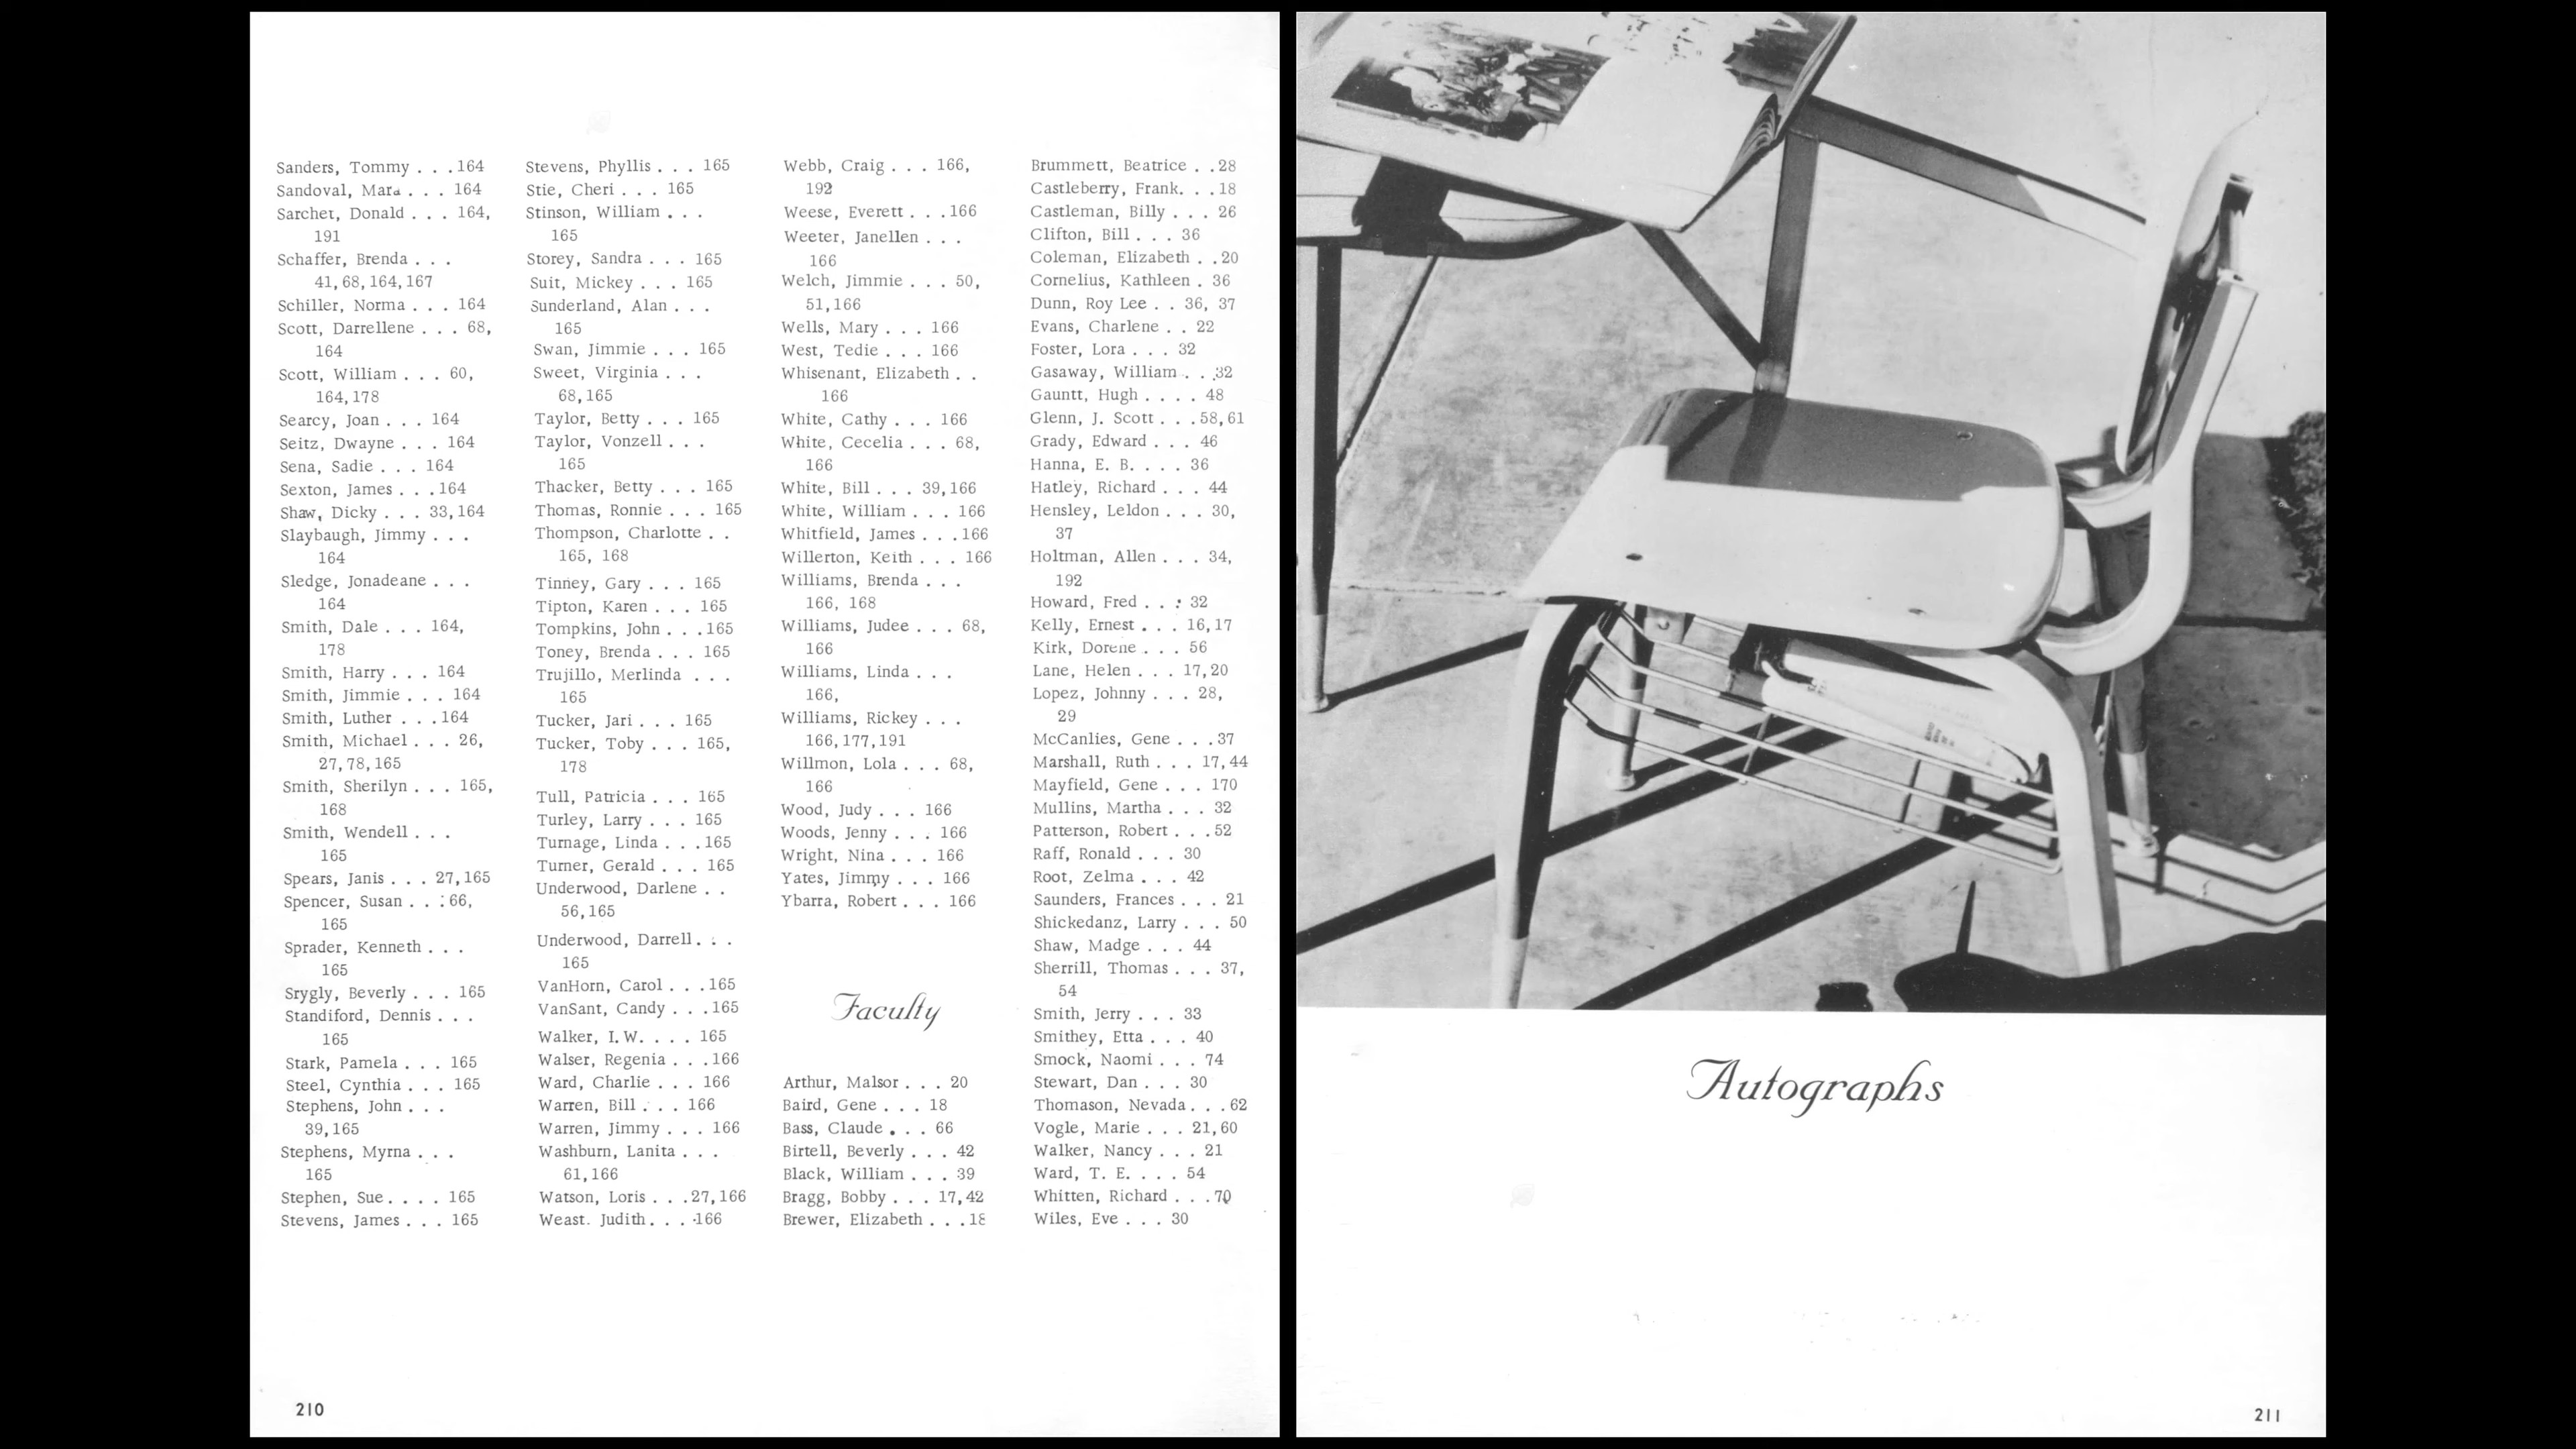 Sanders, Tommy . . . 164
Sandoval, Mara . . . 164
Sarchet, Donald . . . 164,
191
Schaffer, Brenda . . .
41, 68, 164, 167
Schiller, Norma . . . 164
Scott, Darrellene . . . 68,
164
Scott, William . . . 60,
164, 178
Searcy, Joan . . . 164
Seitz, Dwayne . . . 164
Sena, Sadie . . . 164
Sexton, James . . . 164
Shaw, Dicky . . . 33, 164
Slaybaugh, Jimmy . . .
164
Sledge, Jonadeane . . .
164
Smith, Dale . . . 164,
178
Smith, Harry . . . 164
Smith, Jimmie . . . 164
Smith, Luther . . . 164
Smith, Michael . . . 26,
27, 78, 165
Smith, Sherilyn . . . 165,
168
Smith, Wendell . . .
165
Spears, Janis . . . 27, 165
Spencer, Susan . . . 66,
165
Sprader, Kenneth . . .
165
Srygly, Beverly . . . 165
Standiford, Dennis . . .
165
Stark, Pamela . . . 165
Steel, Cynthia . . . 165
Stephens, John . . .
39, 165
Stephens, Myrna . . .
165
Stephen, Sue . . . . 165
Stevens, James . . . 165
Stevens, Phyllis . . . 165
Stie, Cheri . . . 165
Stinson, William . . .
165
Storey, Sandra . . . 165
Suit, Mickey . . . 165
Sunderland, Alan . . .
165
Swan, Jimmie . . . 165
Sweet, Virginia . . .
68, 165
Taylor, Betty . . . 165
Taylor, Vonzell . . .
165
Thacker, Betty . . . 165
Thomas, Ronnie . . . 165
Thompson, Charlotte . .
165, 168
Tinney, Gary . . . 165
Tipton, Karen . . . 165
Tompkins, John . . . 165
Toney, Brenda . . . 165
Trujillo, Merlinda . . .
165
Tucker, Jari . . . 165
Tucker, Toby . . . 165,
178
Tull, Patricia . . . 165
Turley, Larry . . . 165
Turnage, Linda . . . 165
Turner, Gerald . . . 165
Underwood, Darlene . .
56, 165
Underwood, Darrell . . .
165
VanHorn, Carol . . . 165
VanSant, Candy . . . 165
Walker, I.W. . . . 165
Walser, Regenia . . . 166
Ward, Charlie . . . 166
Warren, Bill . . . 166
Warren, Jimmy . . . 166
Washburn, Lanita . . .
61, 166
Watson, Loris . . . 27, 166
Weast. Judith . . . 166
Webb, Craig . . . 166,
192
Weese, Everett . . . 166
Weeter, Janellen . . .
166
Welch, Jimmie . . . 50,
51, 166
Wells, Mary . . . 166
West, Tedie . . . 166
Whisenant, Elizabeth . .
166
White, Cathy . . . 166
White, Cecelia . . . 68,
166
White, Bill . . . 39, 166
White, William . . . 166
Whitfield, James . . . 166
Willerton, Keith . . . 166
Williams, Brenda . . .
166, 168
Williams, Judee . . . 68,
166
Williams, Linda . . .
166,
Williams, Rickey . . .
166, 177, 191
Willmon, Lola . . . 68,
166
Wood, Judy . . . 166
Woods, Jenny . . . 166
Wright, Nina . . . 166
Yates, Jimmy . . . 166
Ybarra, Robert . . . 166
Faculty
Arthur, Malsor . . . 20
Baird, Gene . . . 18
Bass, Claude . . . 66
Birtell, Beverly . . . 42
Black, William . . . 39
Bragg, Bobby . . . 17, 42
Brewer, Elizabeth . . . 18
Brummett, Beatrice . . 28
Castleberry, Frank. . . 18
Castleman, Billy . . . 26
Clifton, Bill . . . 36
Coleman, Elizabeth . . 20
Cornelius, Kathleen . 36
Dunn, Roy Lee . . 36, 37
Evans, Charlene . . 22
Foster, Lora . . . 32
Gasaway, William . . . 32
Gauntt, Hugh . . . . 48
Glenn, J. Scott . . . 58, 61
Grady, Edward . . . 46
Hanna, E. B. . . . 36
Hatley, Richard . . . 44
Hensley, Leldon . . . 30,
37
Holtman, Allen . . . 34,
192
Howard, Fred . . . 32
Kelly, Ernest . . . 16, 17
Kirk, Dorene . . . 56
Lane, Helen . . . 17, 20
Lopez, Johnny . . . 28,
29
McCanlies, Gene . . . 37
Marshall, Ruth . . . 17, 44
Mayfield, Gene . . . 170
Mullins, Martha . . . 32
Patterson, Robert . . . 52
Raff, Ronald . . . 30
Root, Zelma . . . 42
Saunders, Frances . . . 21
Shickedanz, Larry . . . 50
Shaw, Madge . . . 44
Sherrill, Thomas . . . 37,
54
Smith, Jerry . . . 33
Smithey, Etta . . . 40
Smock, Naomi . . . 74
Stewart, Dan . . . 30
Thomason, Nevada . . . 62
Vogle, Marie . . . 21, 60
Walker, Nancy . . . 21
Ward, T. E. . . . 54
Whitten, Richard . . . 70
Wiles, Eve . . . 30
210
Autographs
211